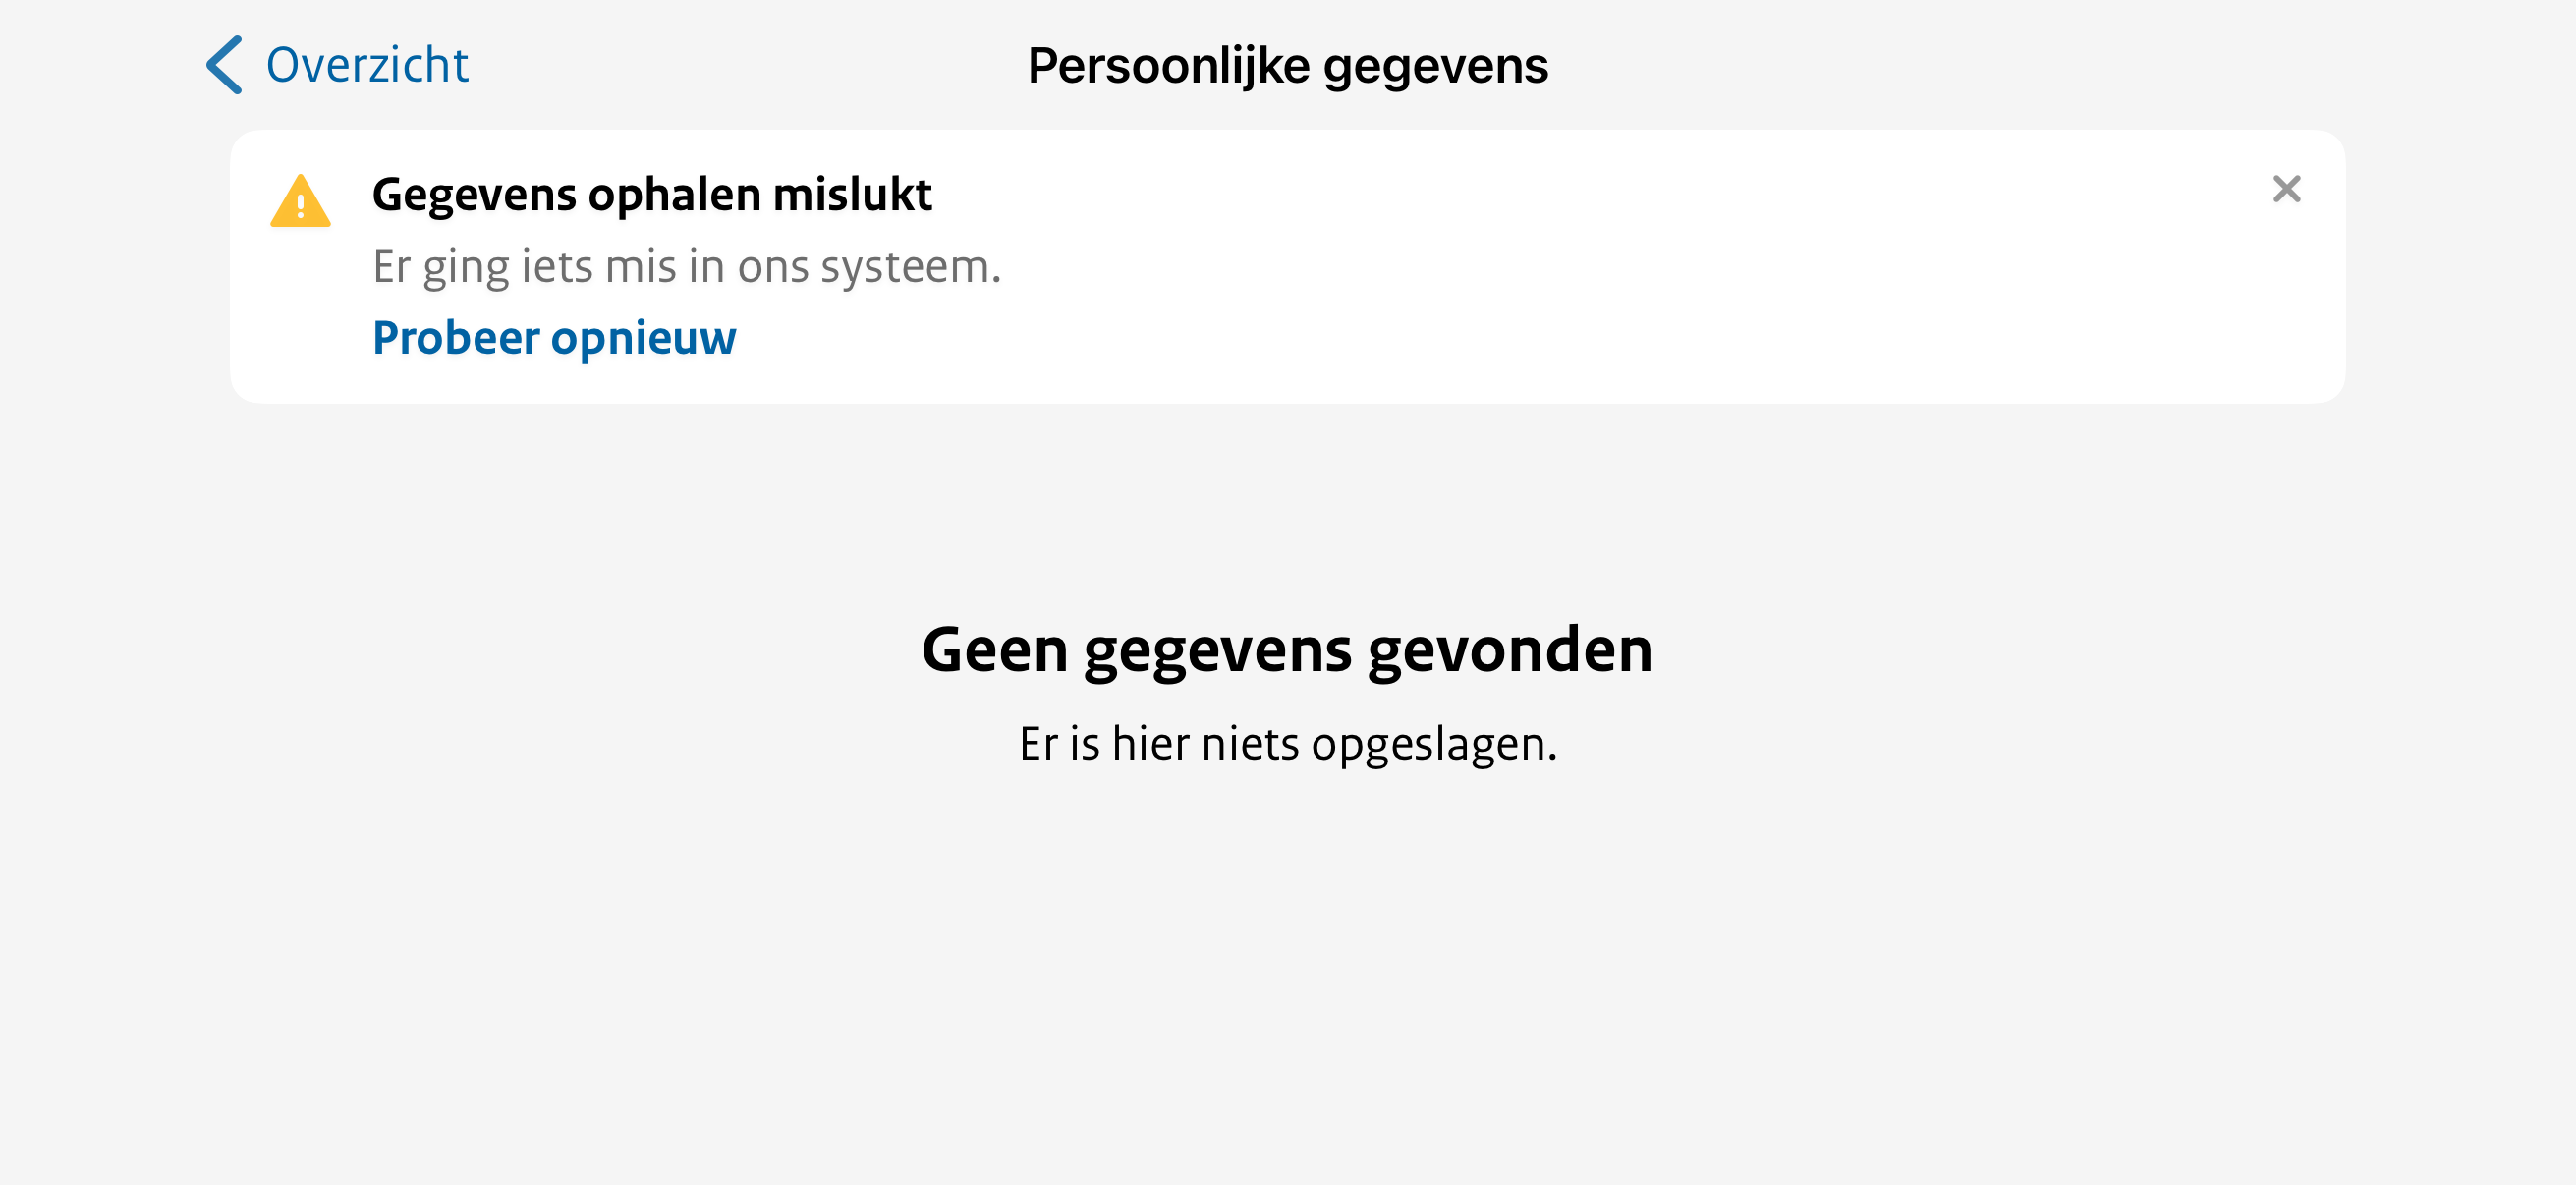 Overzicht
Persoonlijke gegevens
Gegevens ophalen mislukt
Er ging iets mis in ons systeem.
Probeer opnieuw
Geen gegevens gevonden
Er is hier niets opgeslagen.